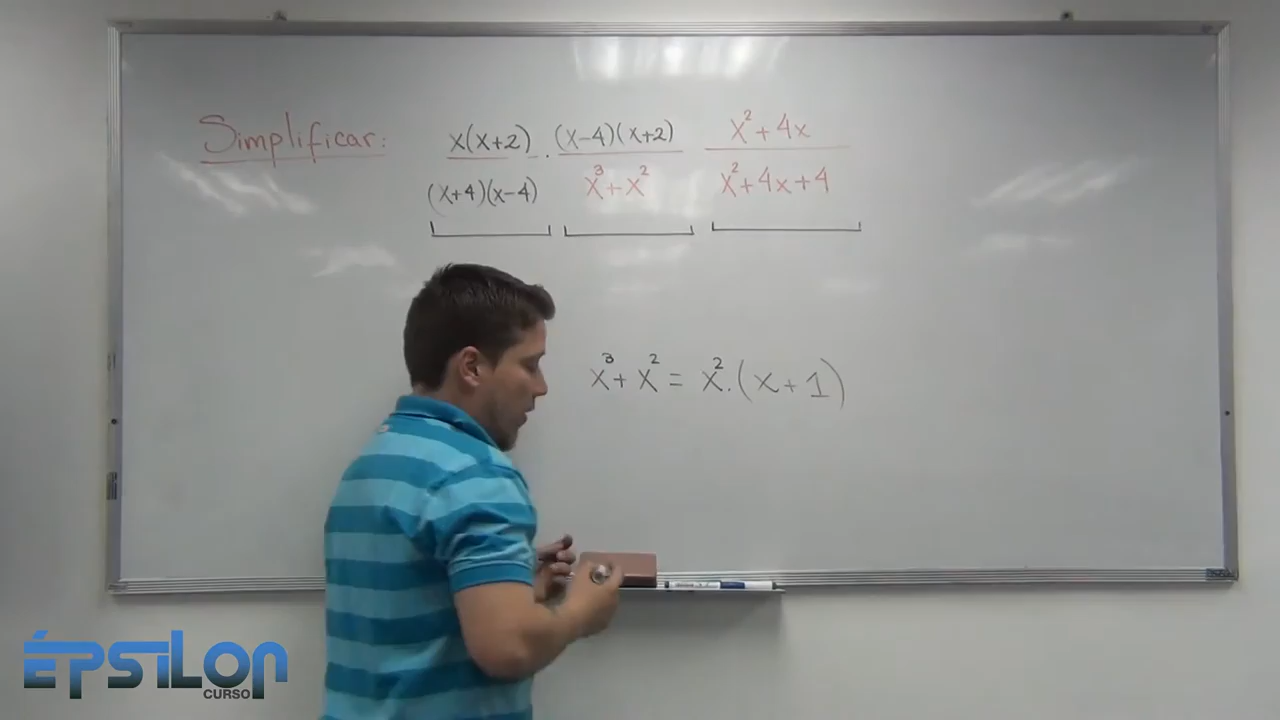 Simplificar: x(x+2)/(x+4)(x-4) · (x-4)(x+2)/x³+x² x²+4x/x²+4x+4
x³+x²=x².(x+1)
ÉPSILON
CURSO